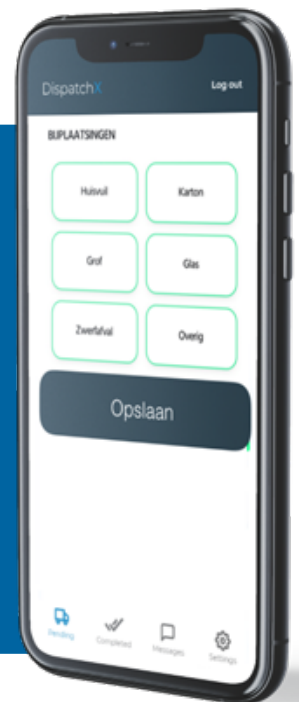 DispatchX Log out
BIJPLAATSINGEN
Huisvuil Karton
Grof Glas
Zwerfafval Overig
Opslaan
Pending Completed Messages Settings